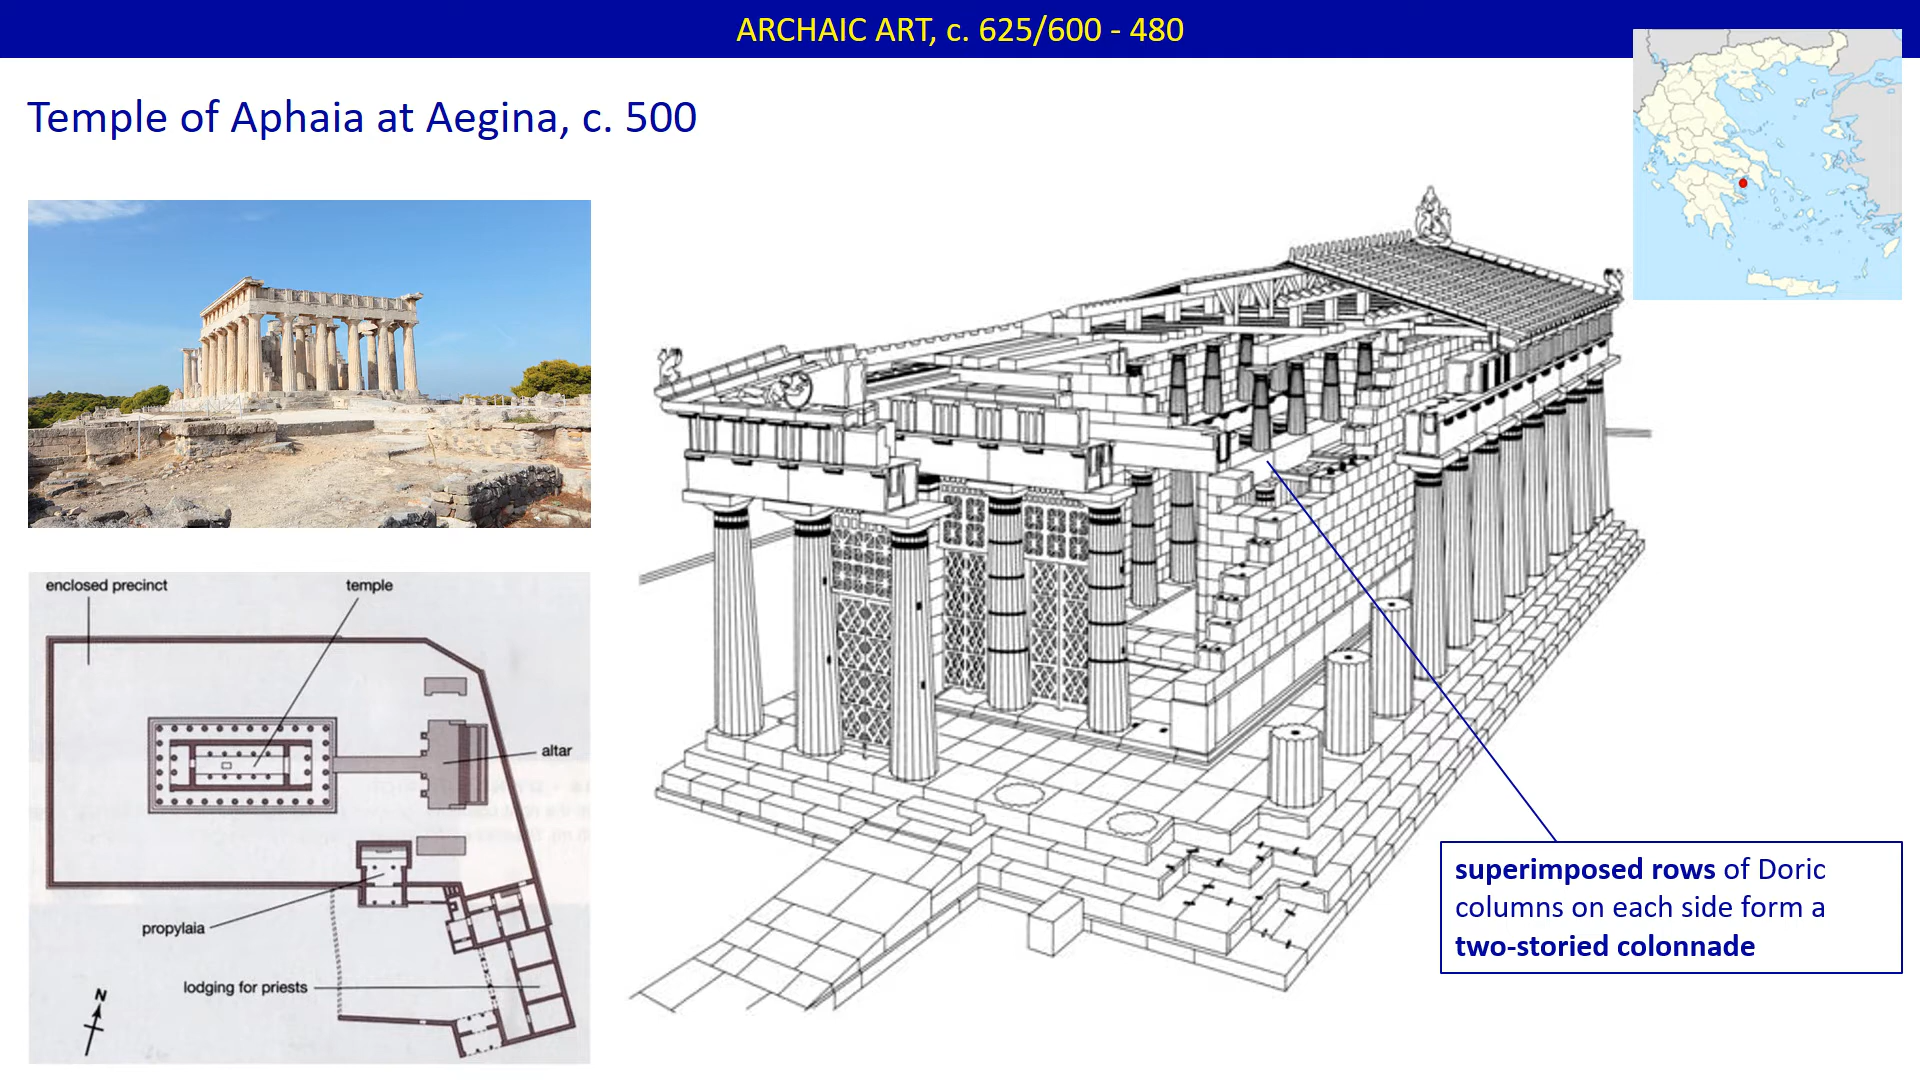 ARCHAIC ART, c. 625/600 - 480
Temple of Aphaia at Aegina, c. 500
enclosed precinct
temple
altar
propylaia
lodging for priests
N
superimposed rows of Doric
columns on each side form a
two-storied colonnade